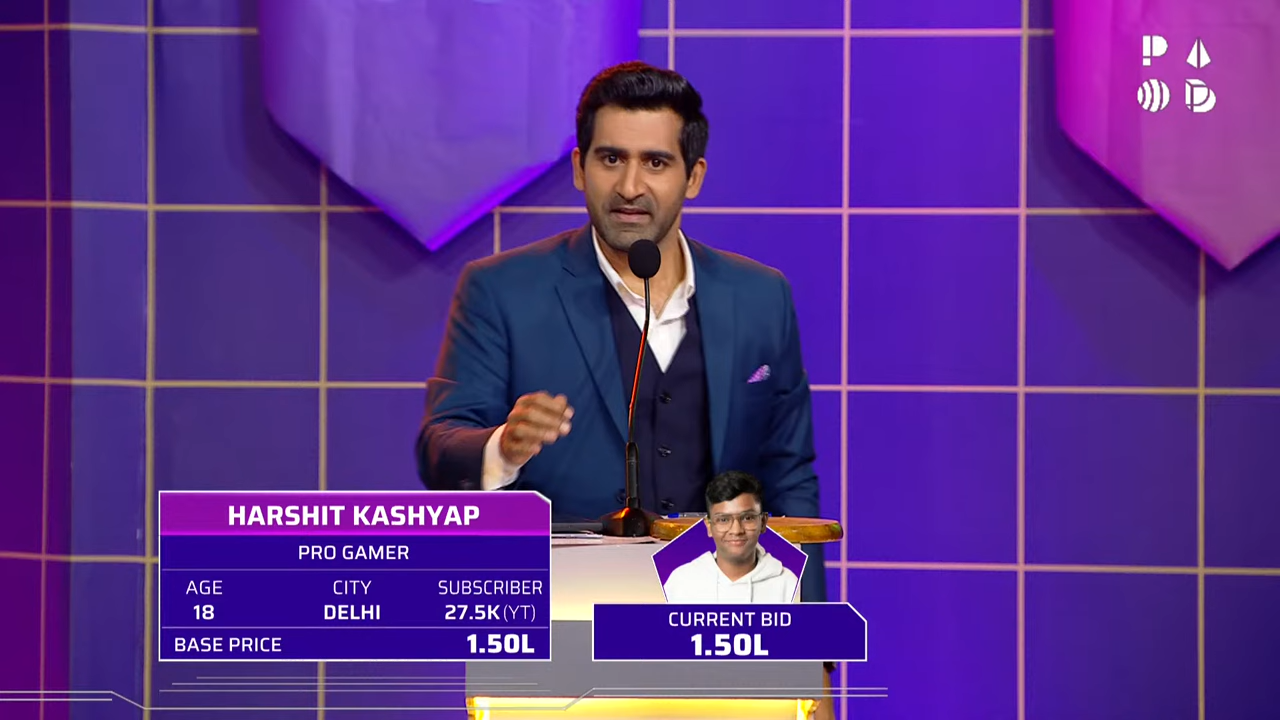 HARSHIT KASHYAP
PRO GAMER
AGE CITY SUBSCRIBER
18 DELHI 27.5K (YT)
BASE PRICE 1.50L
CURRENT BID
1.50L